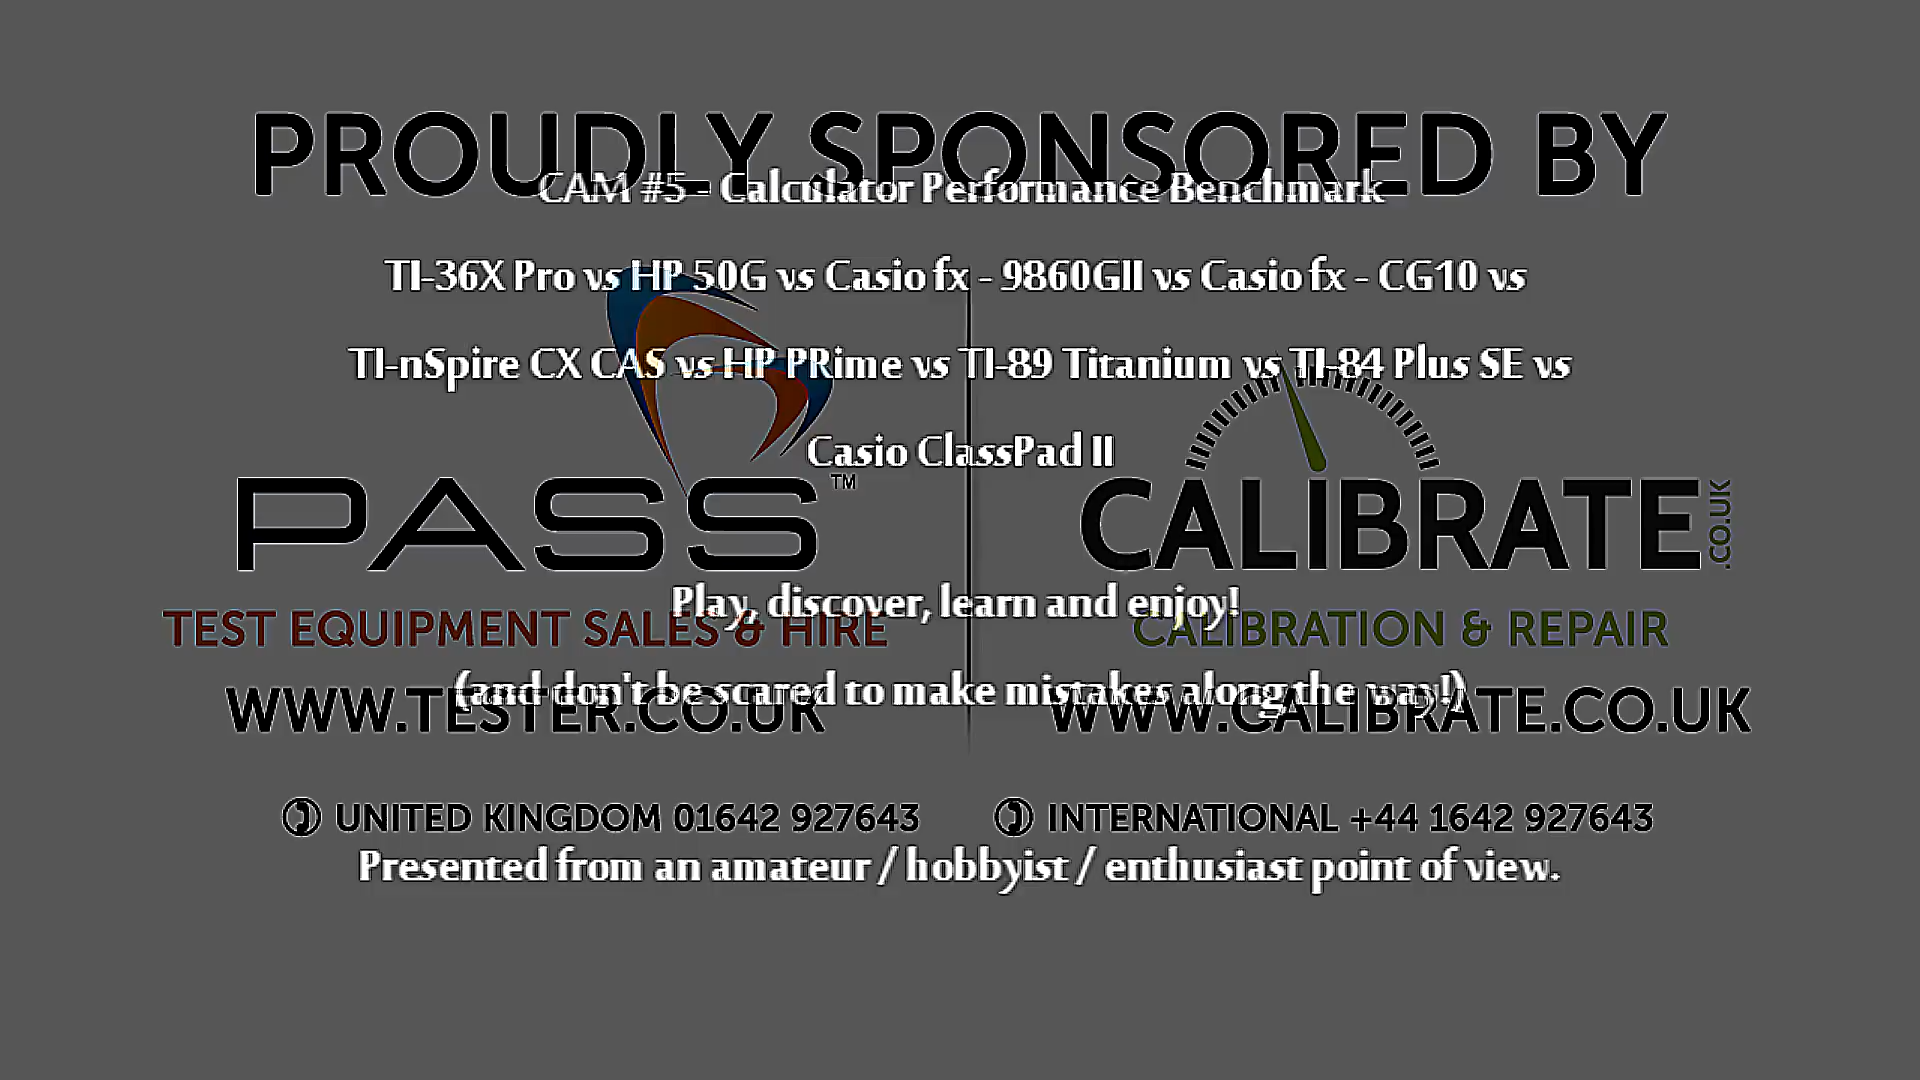 PROUDLY SPONSORED BY
CAM #5 - Calculator Performance Benchmark
TI-36X Pro vs HP 50G vs Casio fx - 9860GII vs Casio fx - CG10 vs
TI-nSpire CX CAS vs HP PRime vs TI-89 Titanium vs TI-84 Plus SE vs
Casio ClassPad II
PASS™
CALIBRATE.CO.UK
Play, discover, learn and enjoy!
TEST EQUIPMENT SALES & HIRE
CALIBRATION & REPAIR
(and don't be scared to make mistakes along the way!)
WWW.TESTER.CO.UK
WWW.CALIBRATE.CO.UK
UNITED KINGDOM 01642 927643
INTERNATIONAL +44 1642 927643
Presented from an amateur / hobbyist / enthusiast point of view.